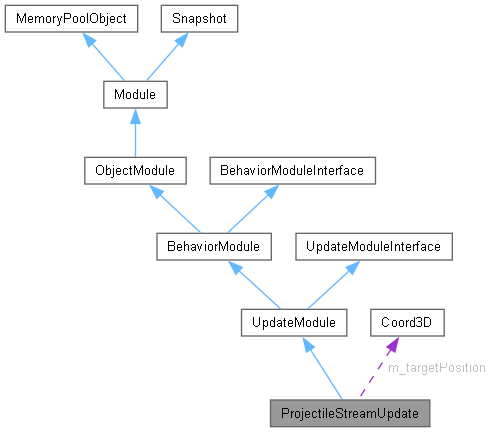 MemoryPoolObject
Snapshot
Module
ObjectModule
BehaviorModuleInterface
BehaviorModule
UpdateModuleInterface
UpdateModule
Coord3D
m_targetPosition
ProjectileStreamUpdate